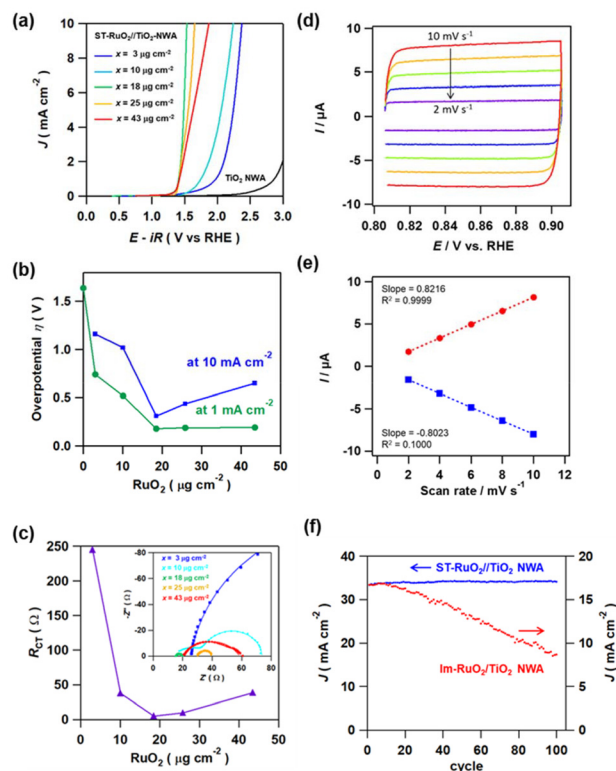 (a)
ST-RuO₂//TiO₂-NWA
x = 3 µg cm⁻²
x = 10 µg cm⁻²
x = 18 µg cm⁻²
x = 25 µg cm⁻²
x = 43 µg cm⁻²
TiO₂ NWA
J ( mA cm⁻²)
10
8
6
4
2
0
0.0 0.5 1.0 1.5 2.0 2.5 3.0
E - iR ( V vs RHE )
(b)
Overpotential η ( V )
1.5
1.0
0.5
0.0
at 10 mA cm⁻²
at 1 mA cm⁻²
0 10 20 30 40 50
RuO₂ ( µg cm⁻²)
(c)
R_CT ( Ω )
250
200
150
100
50
0
x = 3 µg cm⁻²
x = 10 µg cm⁻²
x = 18 µg cm⁻²
x = 25 µg cm⁻²
x = 43 µg cm⁻²
-Z'' ( Ω )
-80
-60
-40
-20
0
0 20 40 60 80
Z' ( Ω )
0 10 20 30 40 50
RuO₂ ( µg cm⁻²)
(d)
10 mV s⁻¹
2 mV s⁻¹
I / µA
10
5
0
-5
-10
0.80 0.82 0.84 0.86 0.88 0.90
E / V vs. RHE
(e)
Slope = 0.8216
R² = 0.9999
I / µA
10
5
0
-5
-10
Slope = -0.8023
R² = 0.1000
0 2 4 6 8 10 12
Scan rate / mV s⁻¹
(f)
ST-RuO₂//TiO₂ NWA
Im-RuO₂/TiO₂ NWA
J ( mA cm⁻²)
40
30
20
10
0
20
15
10
5
0
J ( mA cm⁻²)
0 20 40 60 80 100
cycle